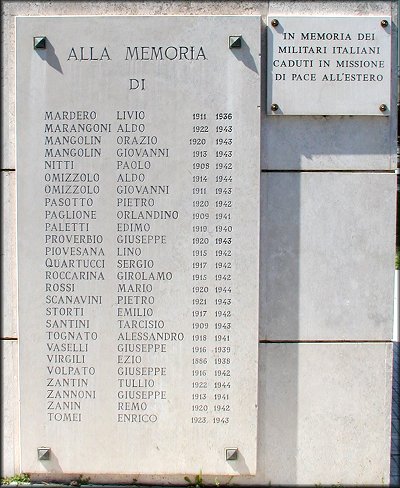 ALLA MEMORIA
DI
MARDERO LIVIO 1911 1936
MARANGONI ALDO 1922 1943
MANGOLIN ORAZIO 1920 1943
MANGOLIN GIOVANNI 1913 1943
NITTI PAOLO 1908 1942
OMIZZOLO ALDO 1914 1944
OMIZZOLO GIOVANNI 1911 1943
PASOTTO PIETRO 1920 1942
PAGLIONE ORLANDINO 1909 1941
PALETTI EDIMO 1919 1940
PROVERBIO GIUSEPPE 1920 1943
PIOVESANA LINO 1915 1942
QUARTUCCI SERGIO 1917 1942
ROCCARINA GIROLAMO 1915 1942
ROSSI MARIO 1920 1944
SCANAVINI PIETRO 1921 1943
STORTI EMILIO 1917 1942
SANTINI TARCISIO 1909 1943
TOGNATO ALESSANDRO 1918 1941
VASELLI GIUSEPPE 1916 1939
VIRGILI EZIO 1886 1938
VOLPATO GIUSEPPE 1916 1942
ZANTIN TULLIO 1922 1944
ZANNONI GIUSEPPE 1913 1941
ZANIN REMO 1920 1942
TOMEI ENRICO 1923 1943
IN MEMORIA DEI
MILITARI ITALIANI
CADUTI IN MISSIONE
DI PACE ALL'ESTERO